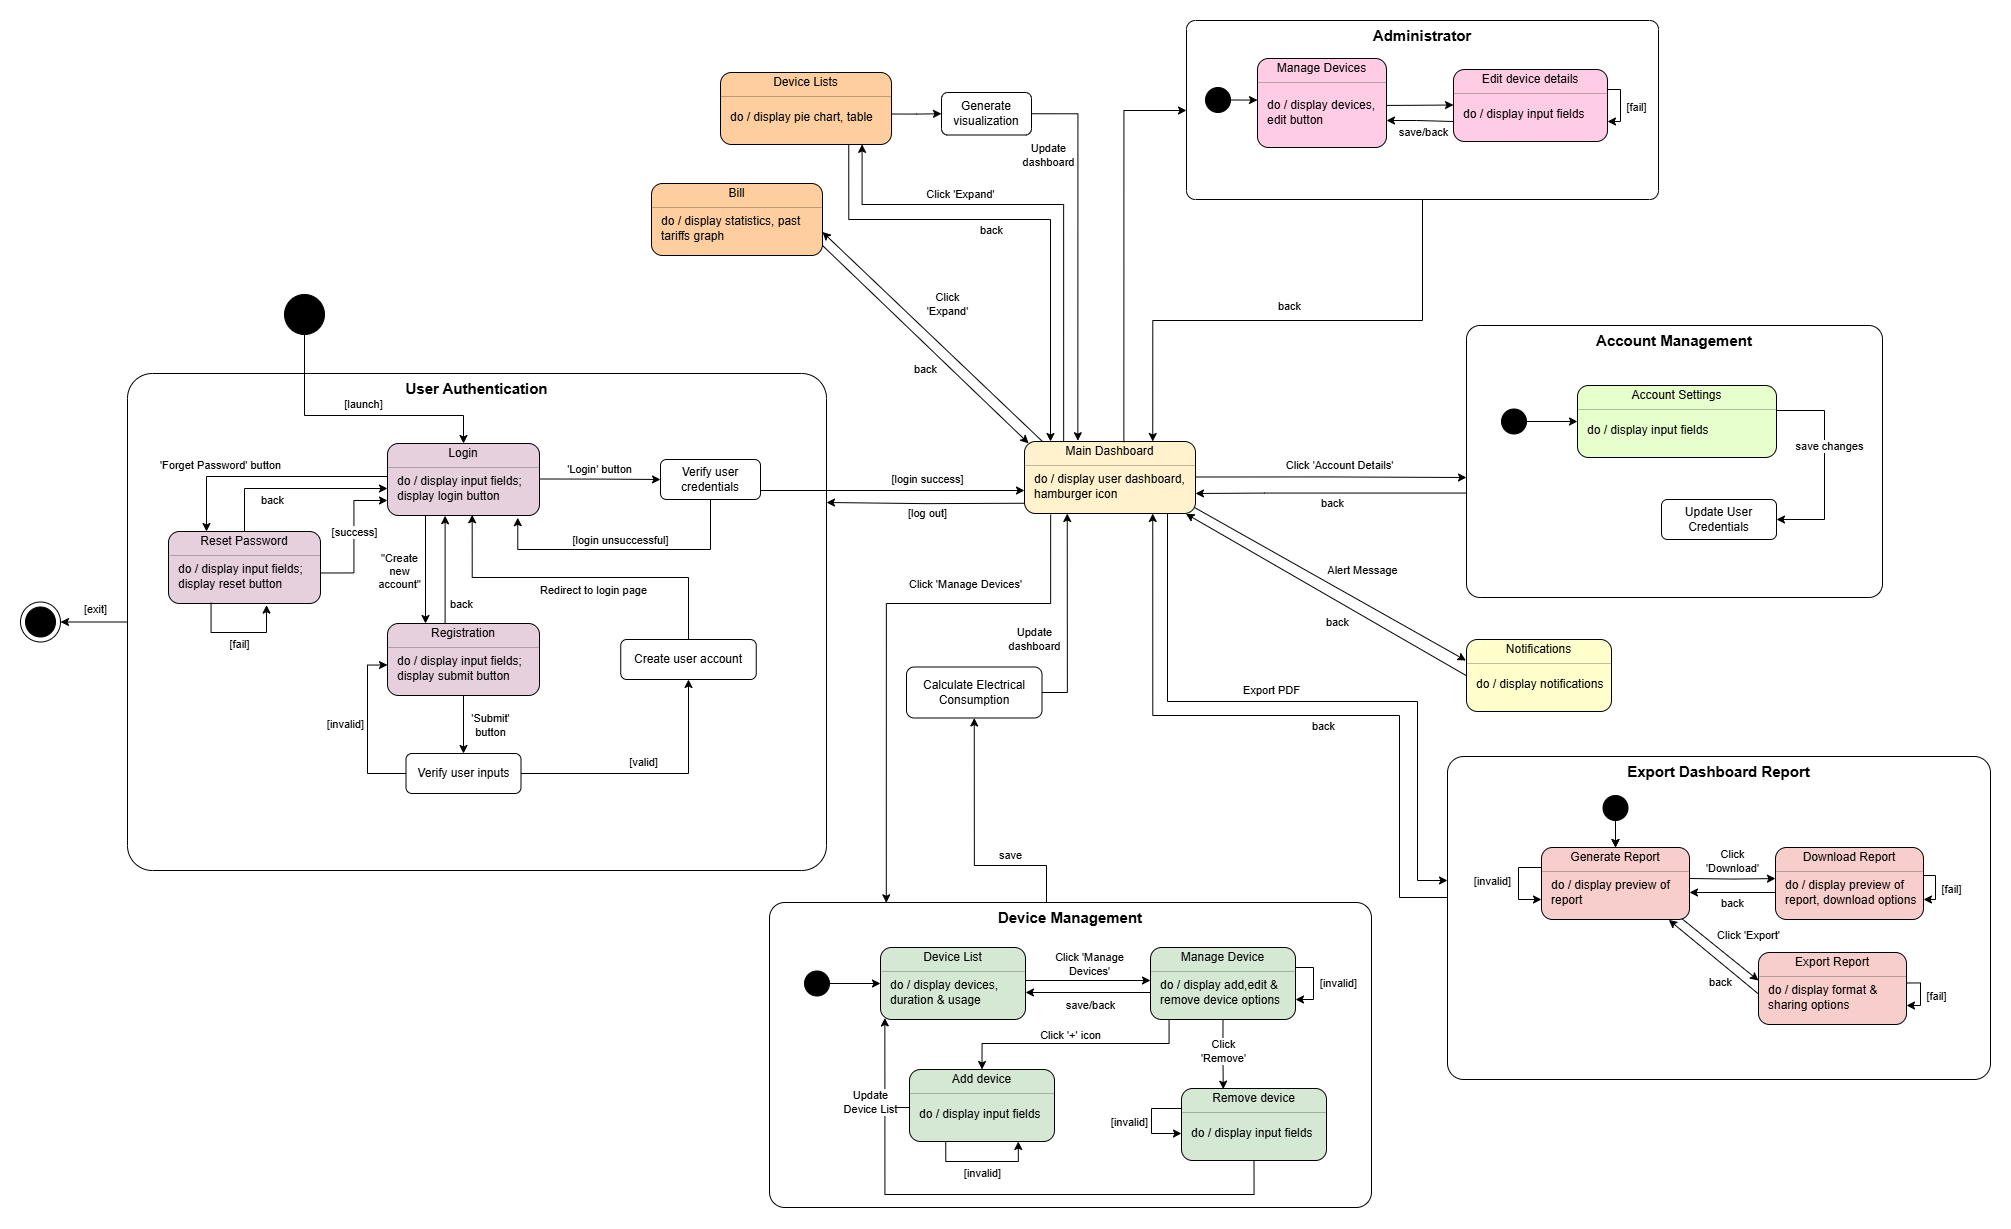 Administrator
Manage Devices
do / display devices,
edit button
Edit device details
do / display input fields
[fail]
save/back
Device Lists
do / display pie chart, table
Generate
visualization
Update
dashboard
Click 'Expand'
back
Bill
do / display statistics, past
tariffs graph
Click
'Expand'
back
back
User Authentication
[launch]
Login
do / display input fields;
display login button
'Forget Password' button
back
[success]
'Login' button
Verify user
credentials
[login success]
[log out]
[login unsuccessful]
Reset Password
do / display input fields;
display reset button
[fail]
"Create
new
account"
back
Redirect to login page
[exit]
Registration
do / display input fields;
display submit button
Create user account
[invalid]
'Submit'
button
[valid]
Verify user inputs
Main Dashboard
do / display user dashboard,
hamburger icon
Click 'Account Details'
back
Account Management
Account Settings
do / display input fields
save changes
Update User
Credentials
Alert Message
back
Notifications
do / display notifications
Click 'Manage Devices'
Update
dashboard
Calculate Electrical
Consumption
save
Export PDF
back
Export Dashboard Report
Generate Report
do / display preview of
report
[invalid]
Click
'Download'
back
Download Report
do / display preview of
report, download options
[fail]
Click 'Export'
back
Export Report
do / display format &
sharing options
[fail]
Device Management
Device List
do / display devices,
duration & usage
Click 'Manage
Devices'
save/back
Manage Device
do / display add,edit &
remove device options
[invalid]
Click '+' icon
Click
'Remove'
Add device
do / display input fields
[invalid]
Update
Device List
Remove device
do / display input fields
[invalid]